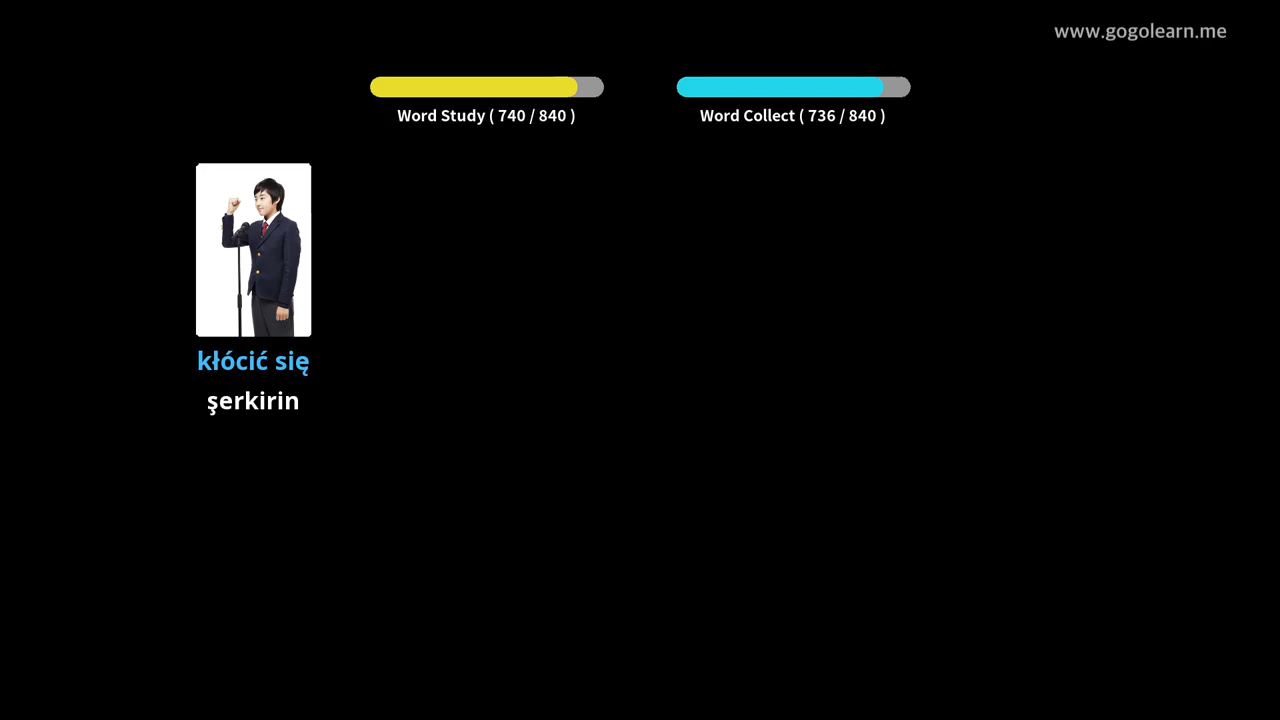 www.gogolearn.me
Word Study ( 740 / 840 )
Word Collect ( 736 / 840 )
kłócić się
şerkirin